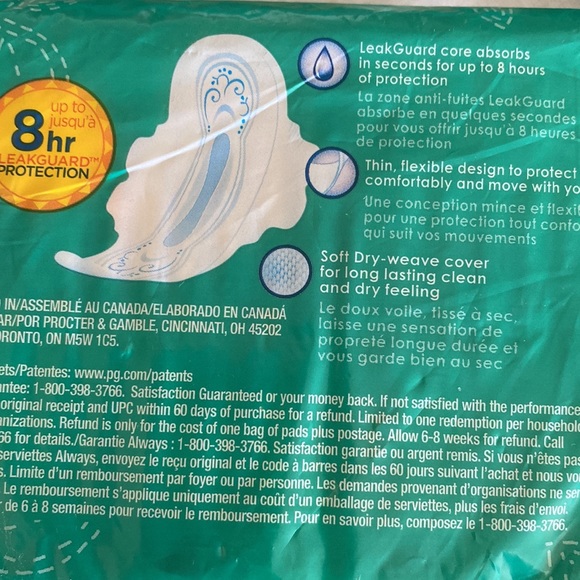 up to
jusqu'à
8hr
LEAKGUARD™
PROTECTION
LeakGuard core absorbs
in seconds for up to 8 hours
of protection
La zone anti-fuites LeakGuard
absorbe en quelques secondes
pour vous offrir jusqu'à 8 heures
de protection
Thin, flexible design to protect
comfortably and move with
Une conception mince et
pour une protection tout
qui suit vos mouvements
Soft Dry-weave cover
for long lasting clean
and dry feeling
Le doux voile, tissé à sec,
laisse une sensation de
propreté longue durée et
vous garde bien au sec
IN/ASSEMBLÉ AU CANADA/ELABORADO EN CANADÁ
/POR PROCTER & GAMBLE, CINCINNATI, OH 45202
ON M5W 1C5.
/Patentes: www.pg.com/patents
1-800-398-3766. Satisfaction Guaranteed or your money back. If not satisfied with the performance
original receipt and UPC within 60 days of purchase for a refund. Limited to one redemption per household
Refund is only for the cost of one bag of pads plus postage. Allow 6-8 weeks for refund. Call
66 for details./Garantie Always : 1-800-398-3766. Satisfaction garantie ou argent remis. Si vous n'êtes pas
serviettes Always, envoyez le reçu original et le code à barres dans les 60 jours suivant l'achat et nous
Limite d'un remboursement par foyer ou par personne. Les demandes provenant d'organisations ne
Le remboursement s'applique uniquement au coût d'un emballage de serviettes, plus les frais d'envoi.
de 6 à 8 semaines pour recevoir le remboursement. Pour en savoir plus, composez le 1-800-398-3766.